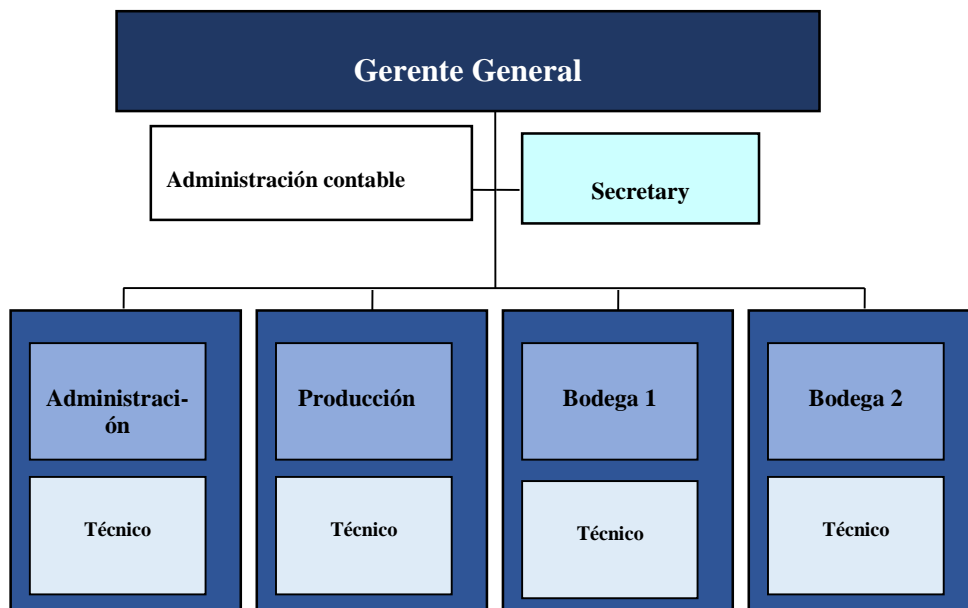 Gerente General
Administración contable
Secretary
Administraci-
ón
Producción
Bodega 1
Bodega 2
Técnico
Técnico
Técnico
Técnico